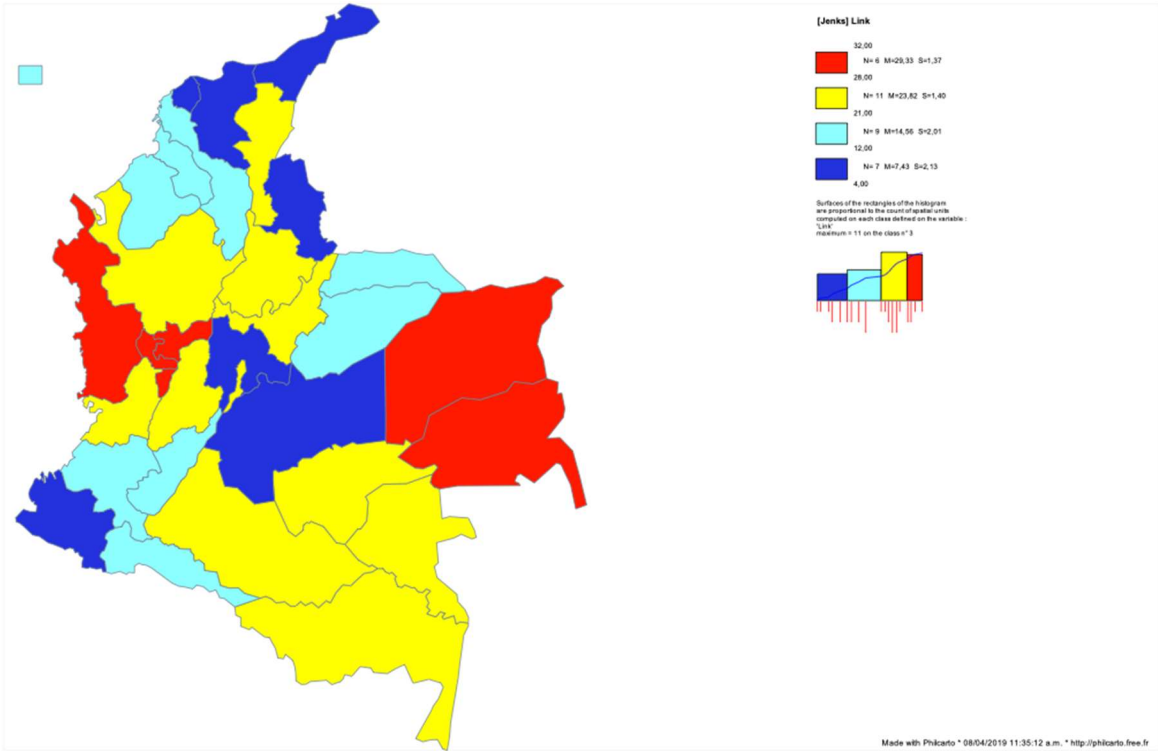 [Jenks] Link
32,00
N= 6 M=29,33 S=1,37
28,00
N= 11 M=23,82 S=1,40
21,00
N= 9 M=14,56 S=2,01
12,00
N= 7 M=7,43 S=2,13
4,00
Surfaces of the rectangles of the histogram
are proportional to the count of spatial units
computed on each class defined on the variable :
'Link'
maximum = 11 on the class n° 3
Made with Philcarto * 08/04/2019 11:35:12 a.m. * http://philcarto.free.fr